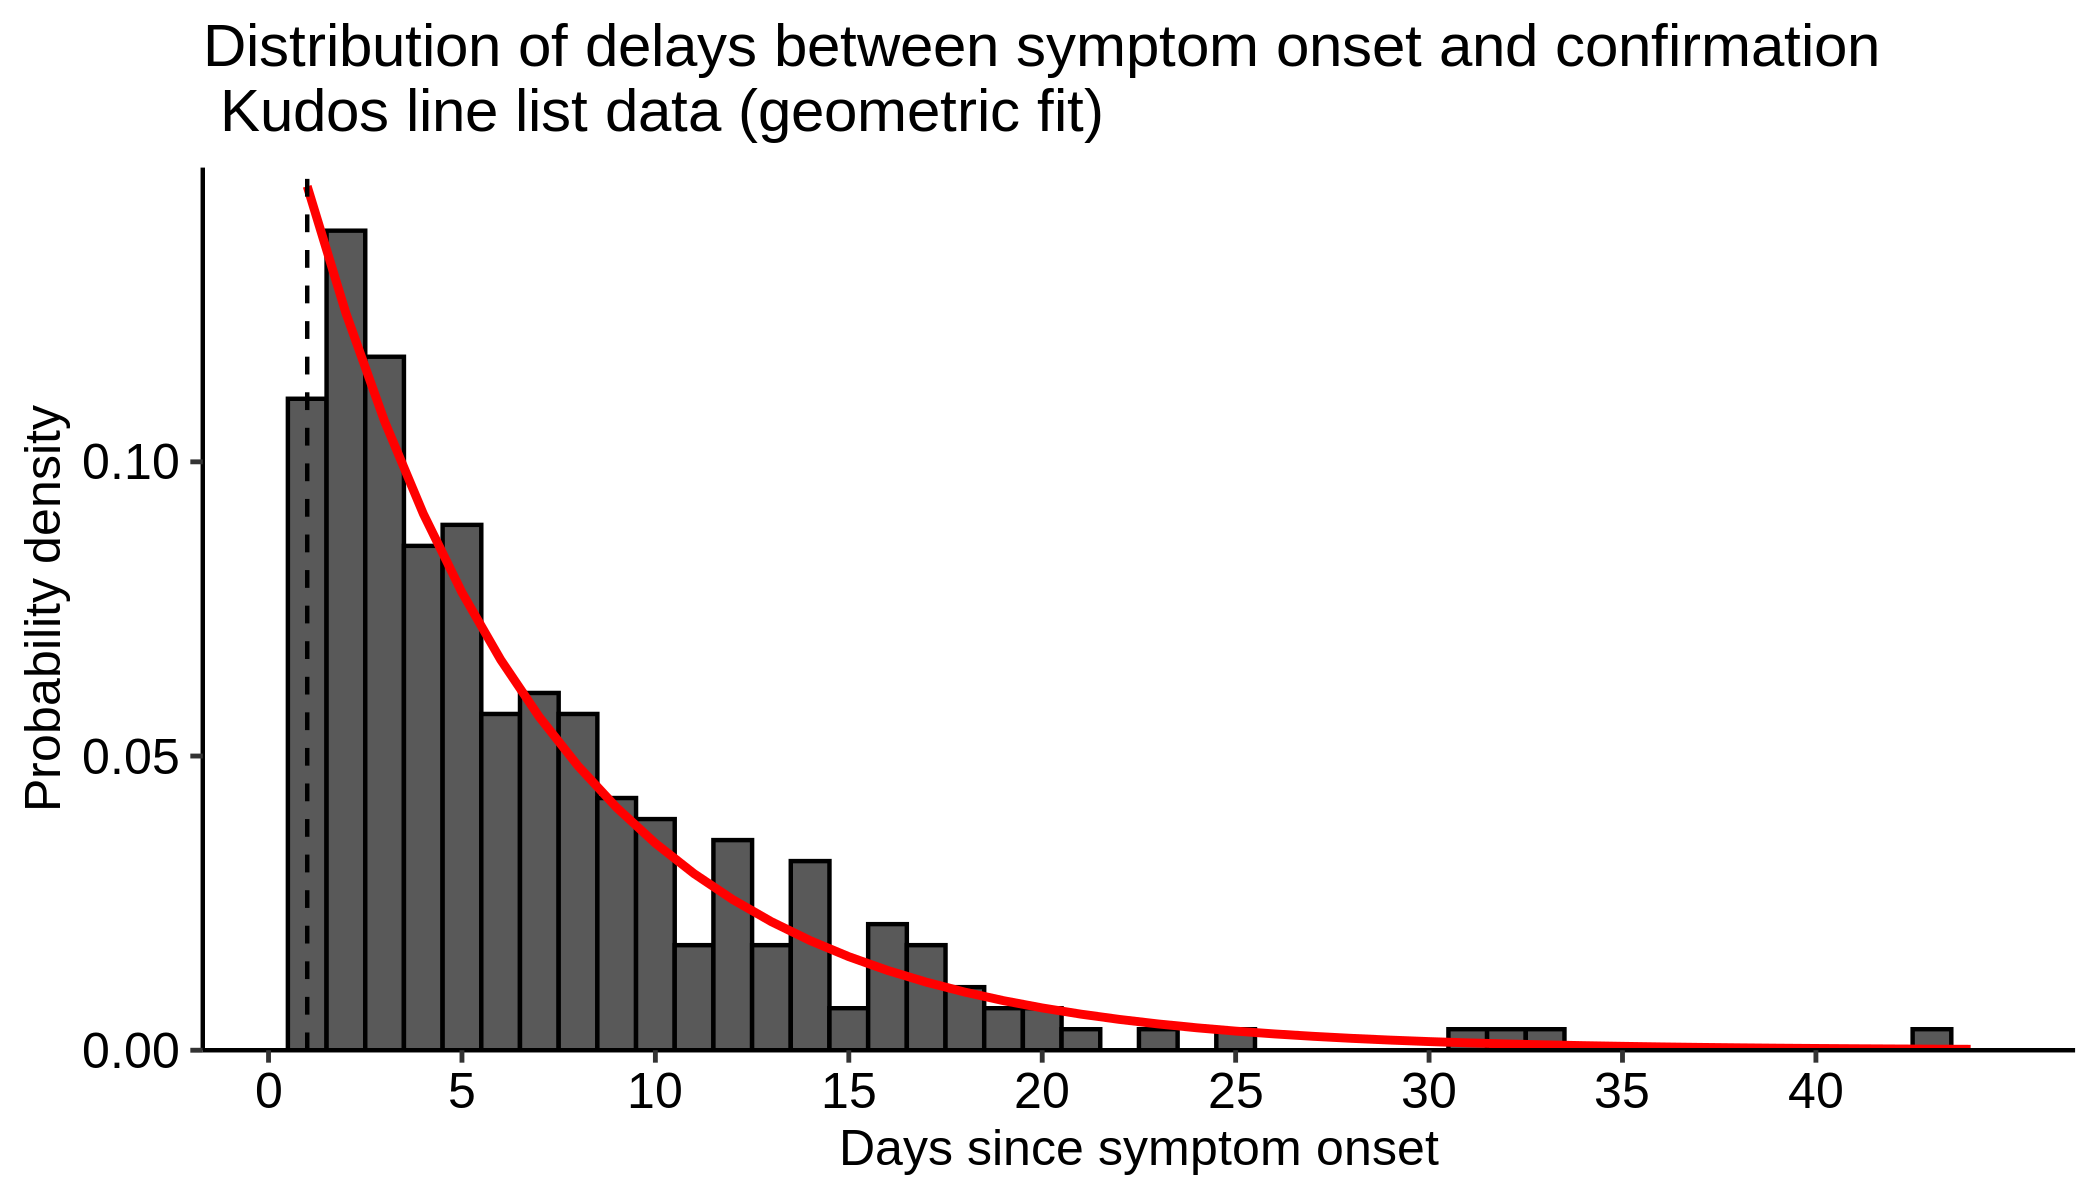 Distribution of delays between symptom onset and confirmation
Kudos line list data (geometric fit)
Probability density
0.10
0.05
0.00
0 5 10 15 20 25 30 35 40
Days since symptom onset